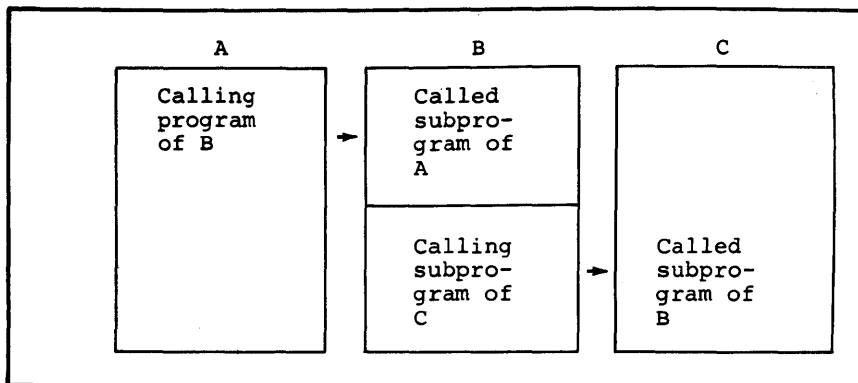 A B C
Calling
program
of B
Called
subpro-
gram of
A
Calling
subpro-
gram of
C
Called
subpro-
gram of
B